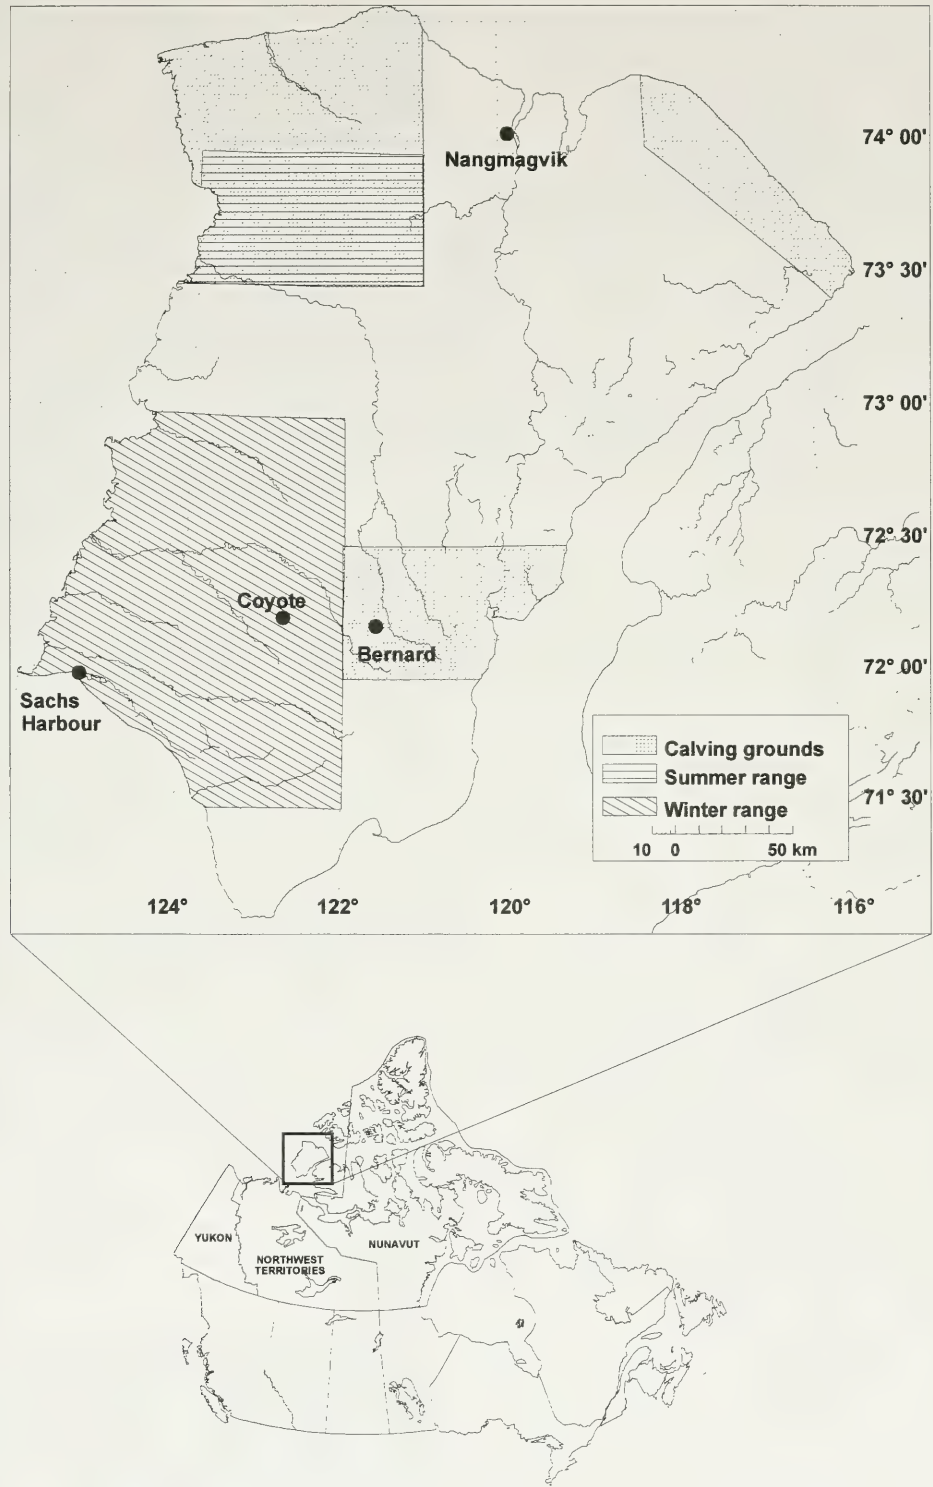 74° 00'
Nangmagvik
73° 30'
73° 00'
72° 30'
Coyote
Bernard
72° 00'
Sachs
Harbour
Calving grounds
Summer range
71° 30'
Winter range
10 0 50 km
124° 122° 120° 118° 116°
YUKON
NUNAVUT
NORTHWEST
TERRITORIES